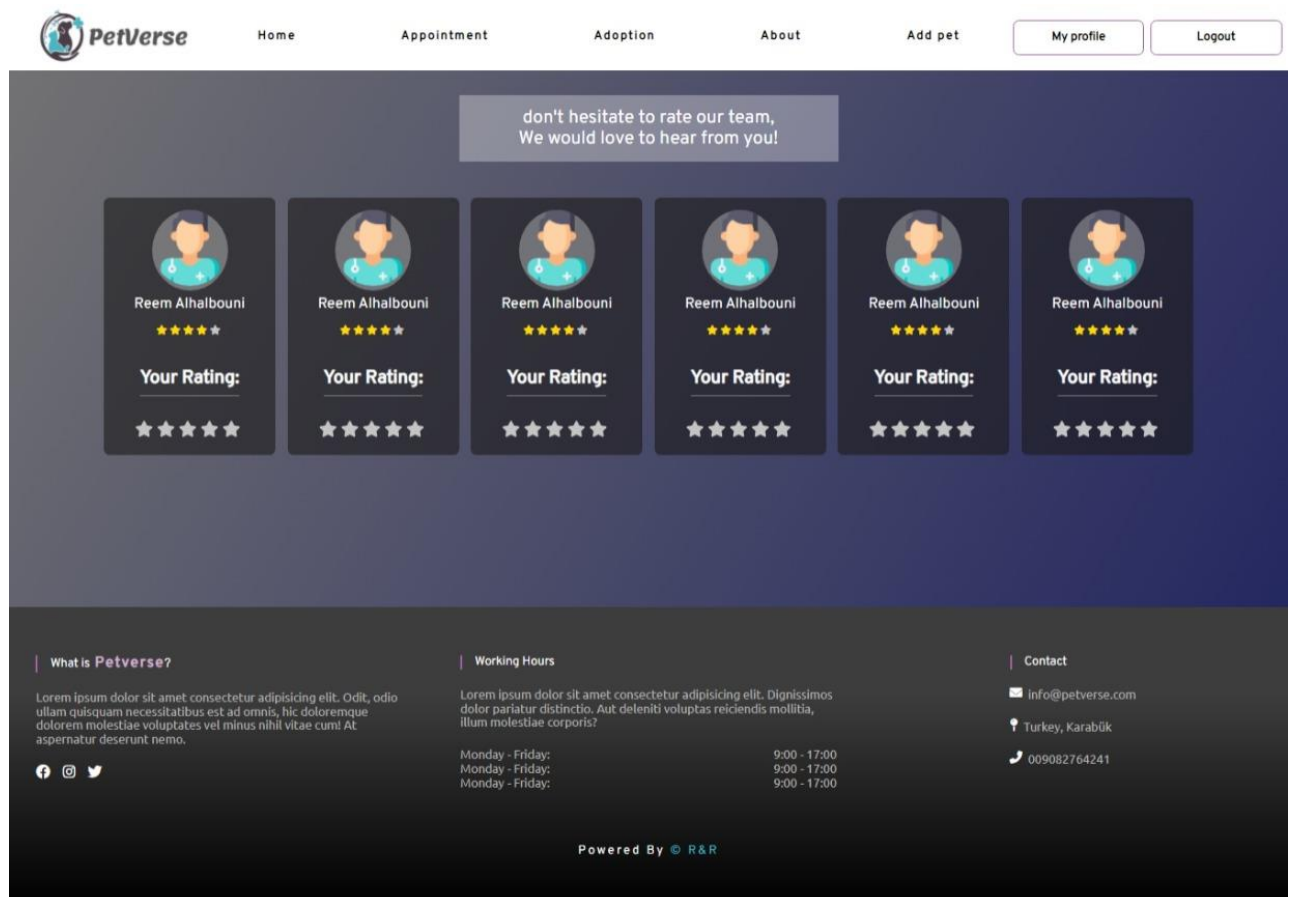 PetVerse
Home
Appointment
Adoption
About
Add pet
My profile
Logout
don't hesitate to rate our team,
We would love to hear from you!
Reem Alhalbouni
Reem Alhalbouni
Reem Alhalbouni
Reem Alhalbouni
Reem Alhalbouni
Reem Alhalbouni
Your Rating:
Your Rating:
Your Rating:
Your Rating:
Your Rating:
Your Rating:
What is Petverse?
Lorem ipsum dolor sit amet consectetur adipisicing elit. Odit, odio
ullam quisquam necessitatibus est ad omnis, hic doloremque
dolorem molestiae voluptates vel minus nihil vitae cum! At
aspernatur deserunt nemo.
Working Hours
Lorem ipsum dolor sit amet consectetur adipisicing elit. Dignissimos
dolor pariatur distinctio. Aut deleniti voluptas reiciendis mollitia,
illum molestiae corporis?
Monday - Friday: 9:00 - 17:00
Monday - Friday: 9:00 - 17:00
Monday - Friday: 9:00 - 17:00
Contact
info@petverse.com
Turkey, Karabük
009082764241
Powered By © R&R